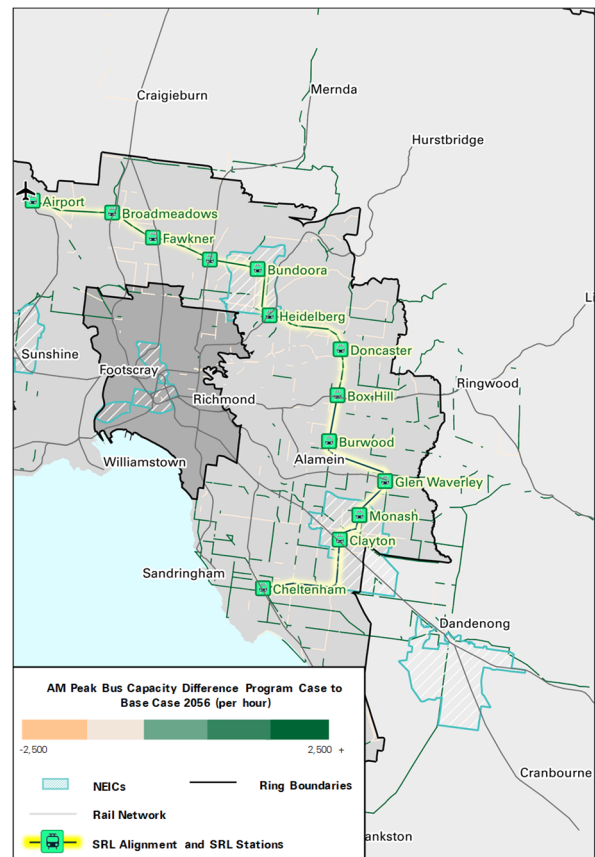 Craigieburn
Mernda
Hurstbridge
Airport
Broadmeadows
Fawkner
Bundoora
Li
Heidelberg
Sunshine
Doncaster
Footscray
Ringwood
Richmond
Box Hill
Burwood
Williamstown
Alamein
Glen Waverley
Monash
Clayton
Sandringham
Cheltenham
Dandenong
AM Peak Bus Capacity Difference Program Case to
Base Case 2056 (per hour)
-2,500
2,500 +
NEICs
Ring Boundaries
Cranbourne
Rail Network
ankston
SRL Alignment and SRL Stations